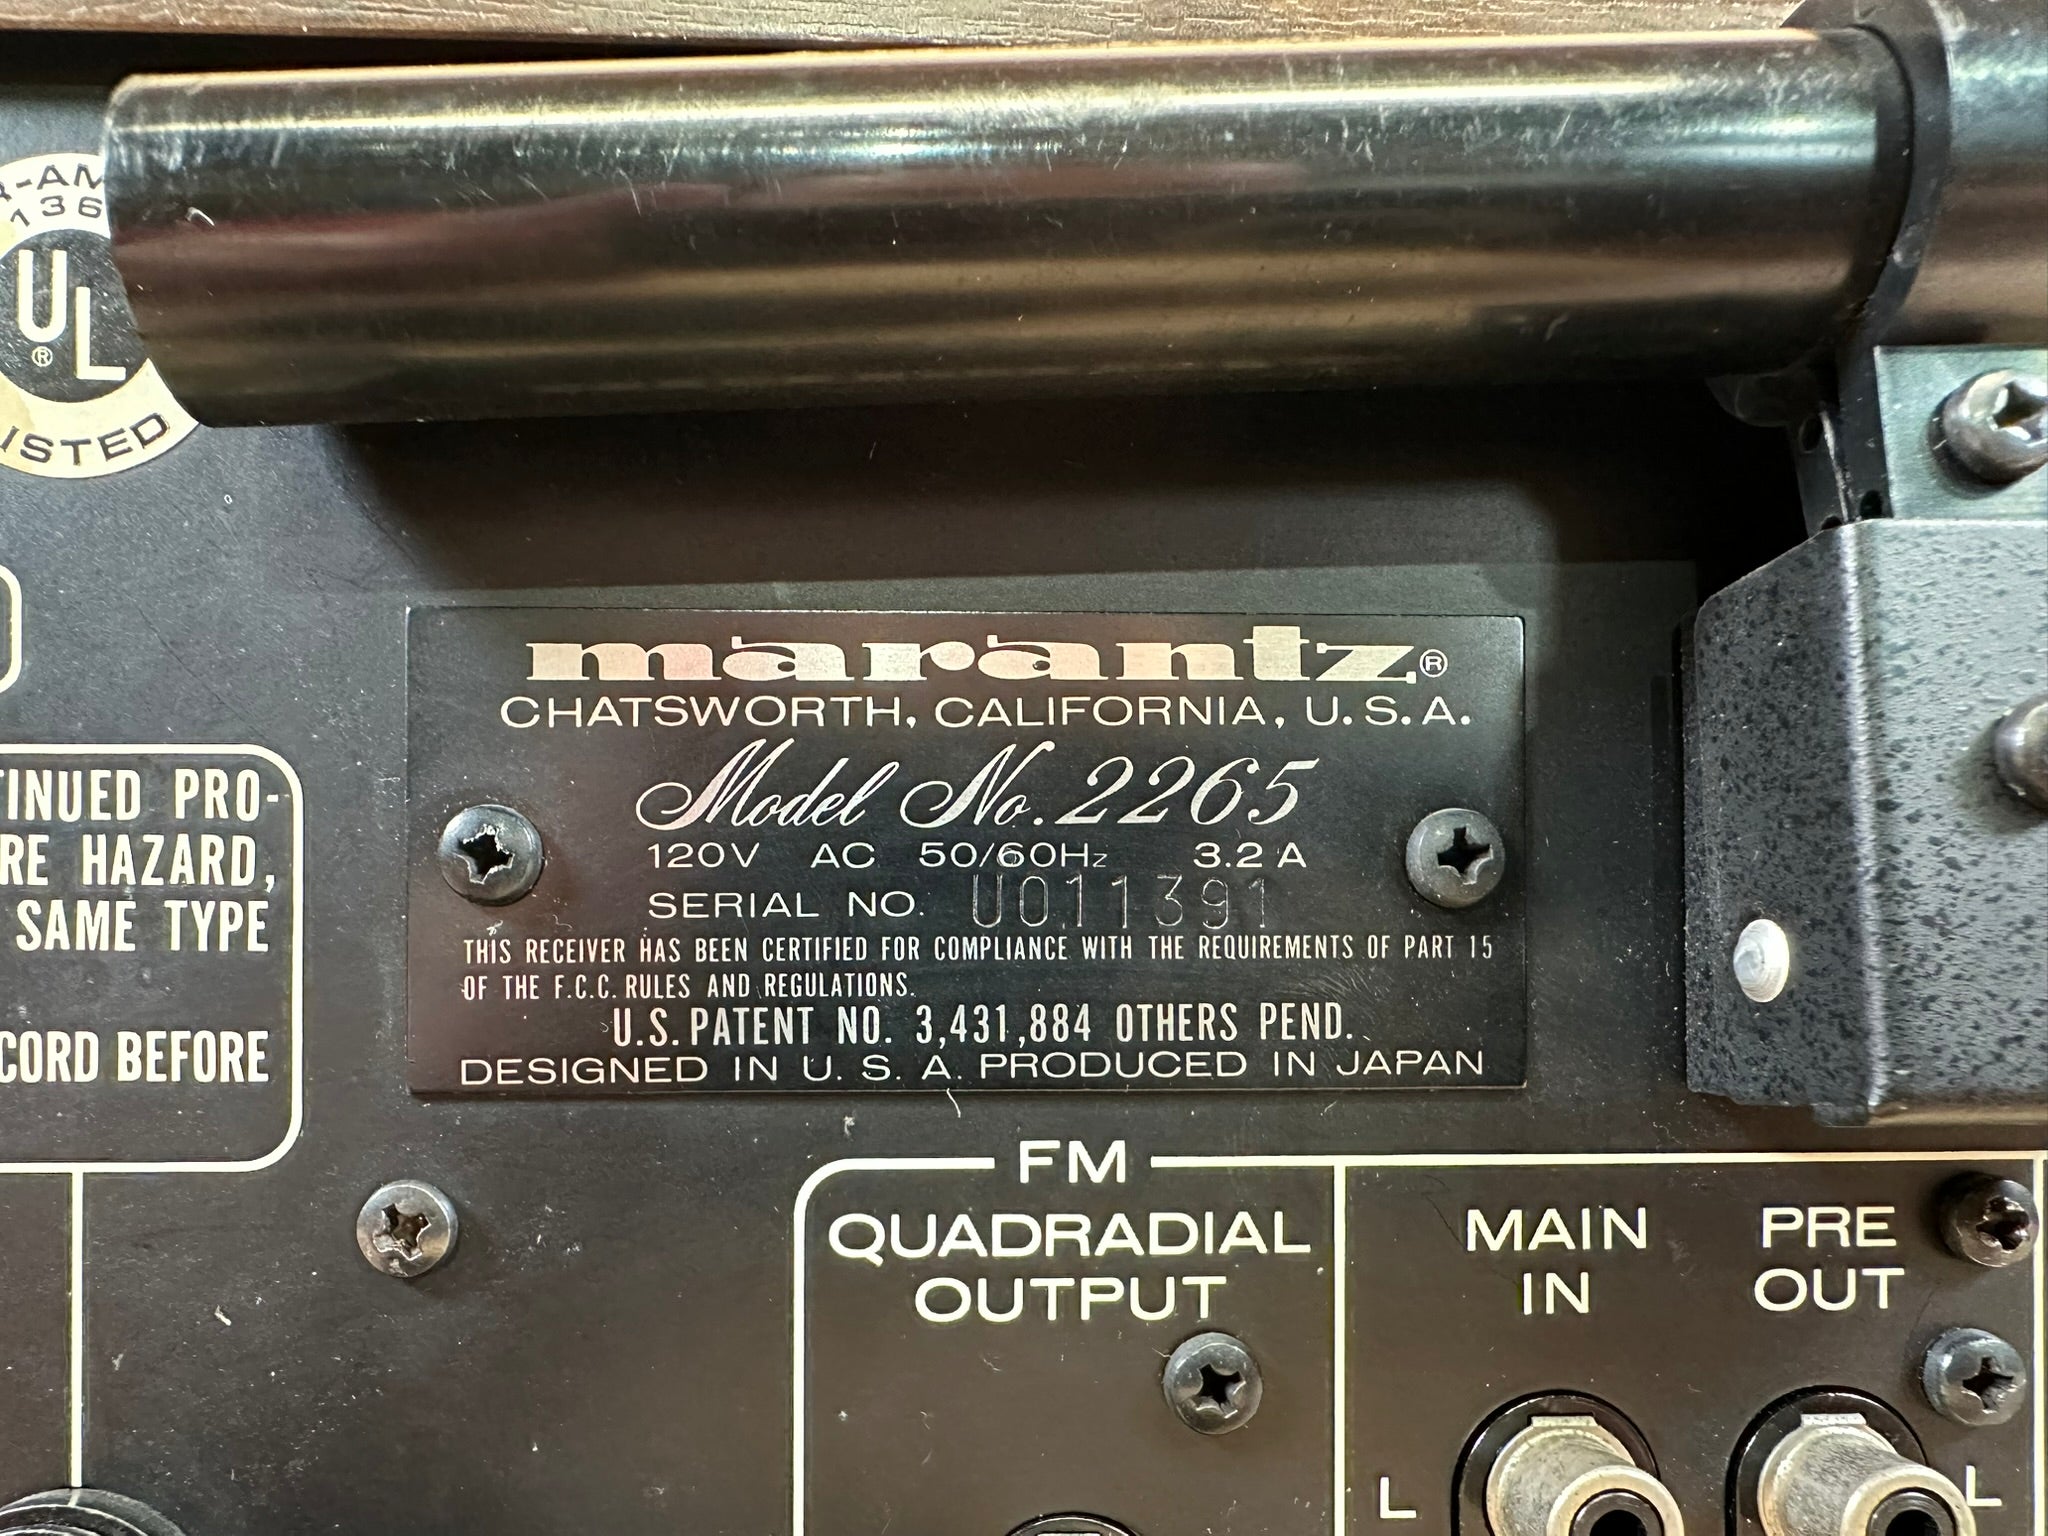 136
UL
®
LISTED
TINUED PRO-
RE HAZARD,
SAME TYPE
CORD BEFORE
marantz®
CHATSWORTH, CALIFORNIA, U.S.A.
Model No. 2265
120V AC 50/60Hz 3.2 A
SERIAL NO. U011391
THIS RECEIVER HAS BEEN CERTIFIED FOR COMPLIANCE WITH THE REQUIREMENTS OF PART 15
OF THE F.C.C. RULES AND REGULATIONS.
U.S. PATENT NO. 3,431,884 OTHERS PEND.
DESIGNED IN U. S. A. PRODUCED IN JAPAN
FM
QUADRADIAL
OUTPUT
MAIN
IN
PRE
OUT
L
L